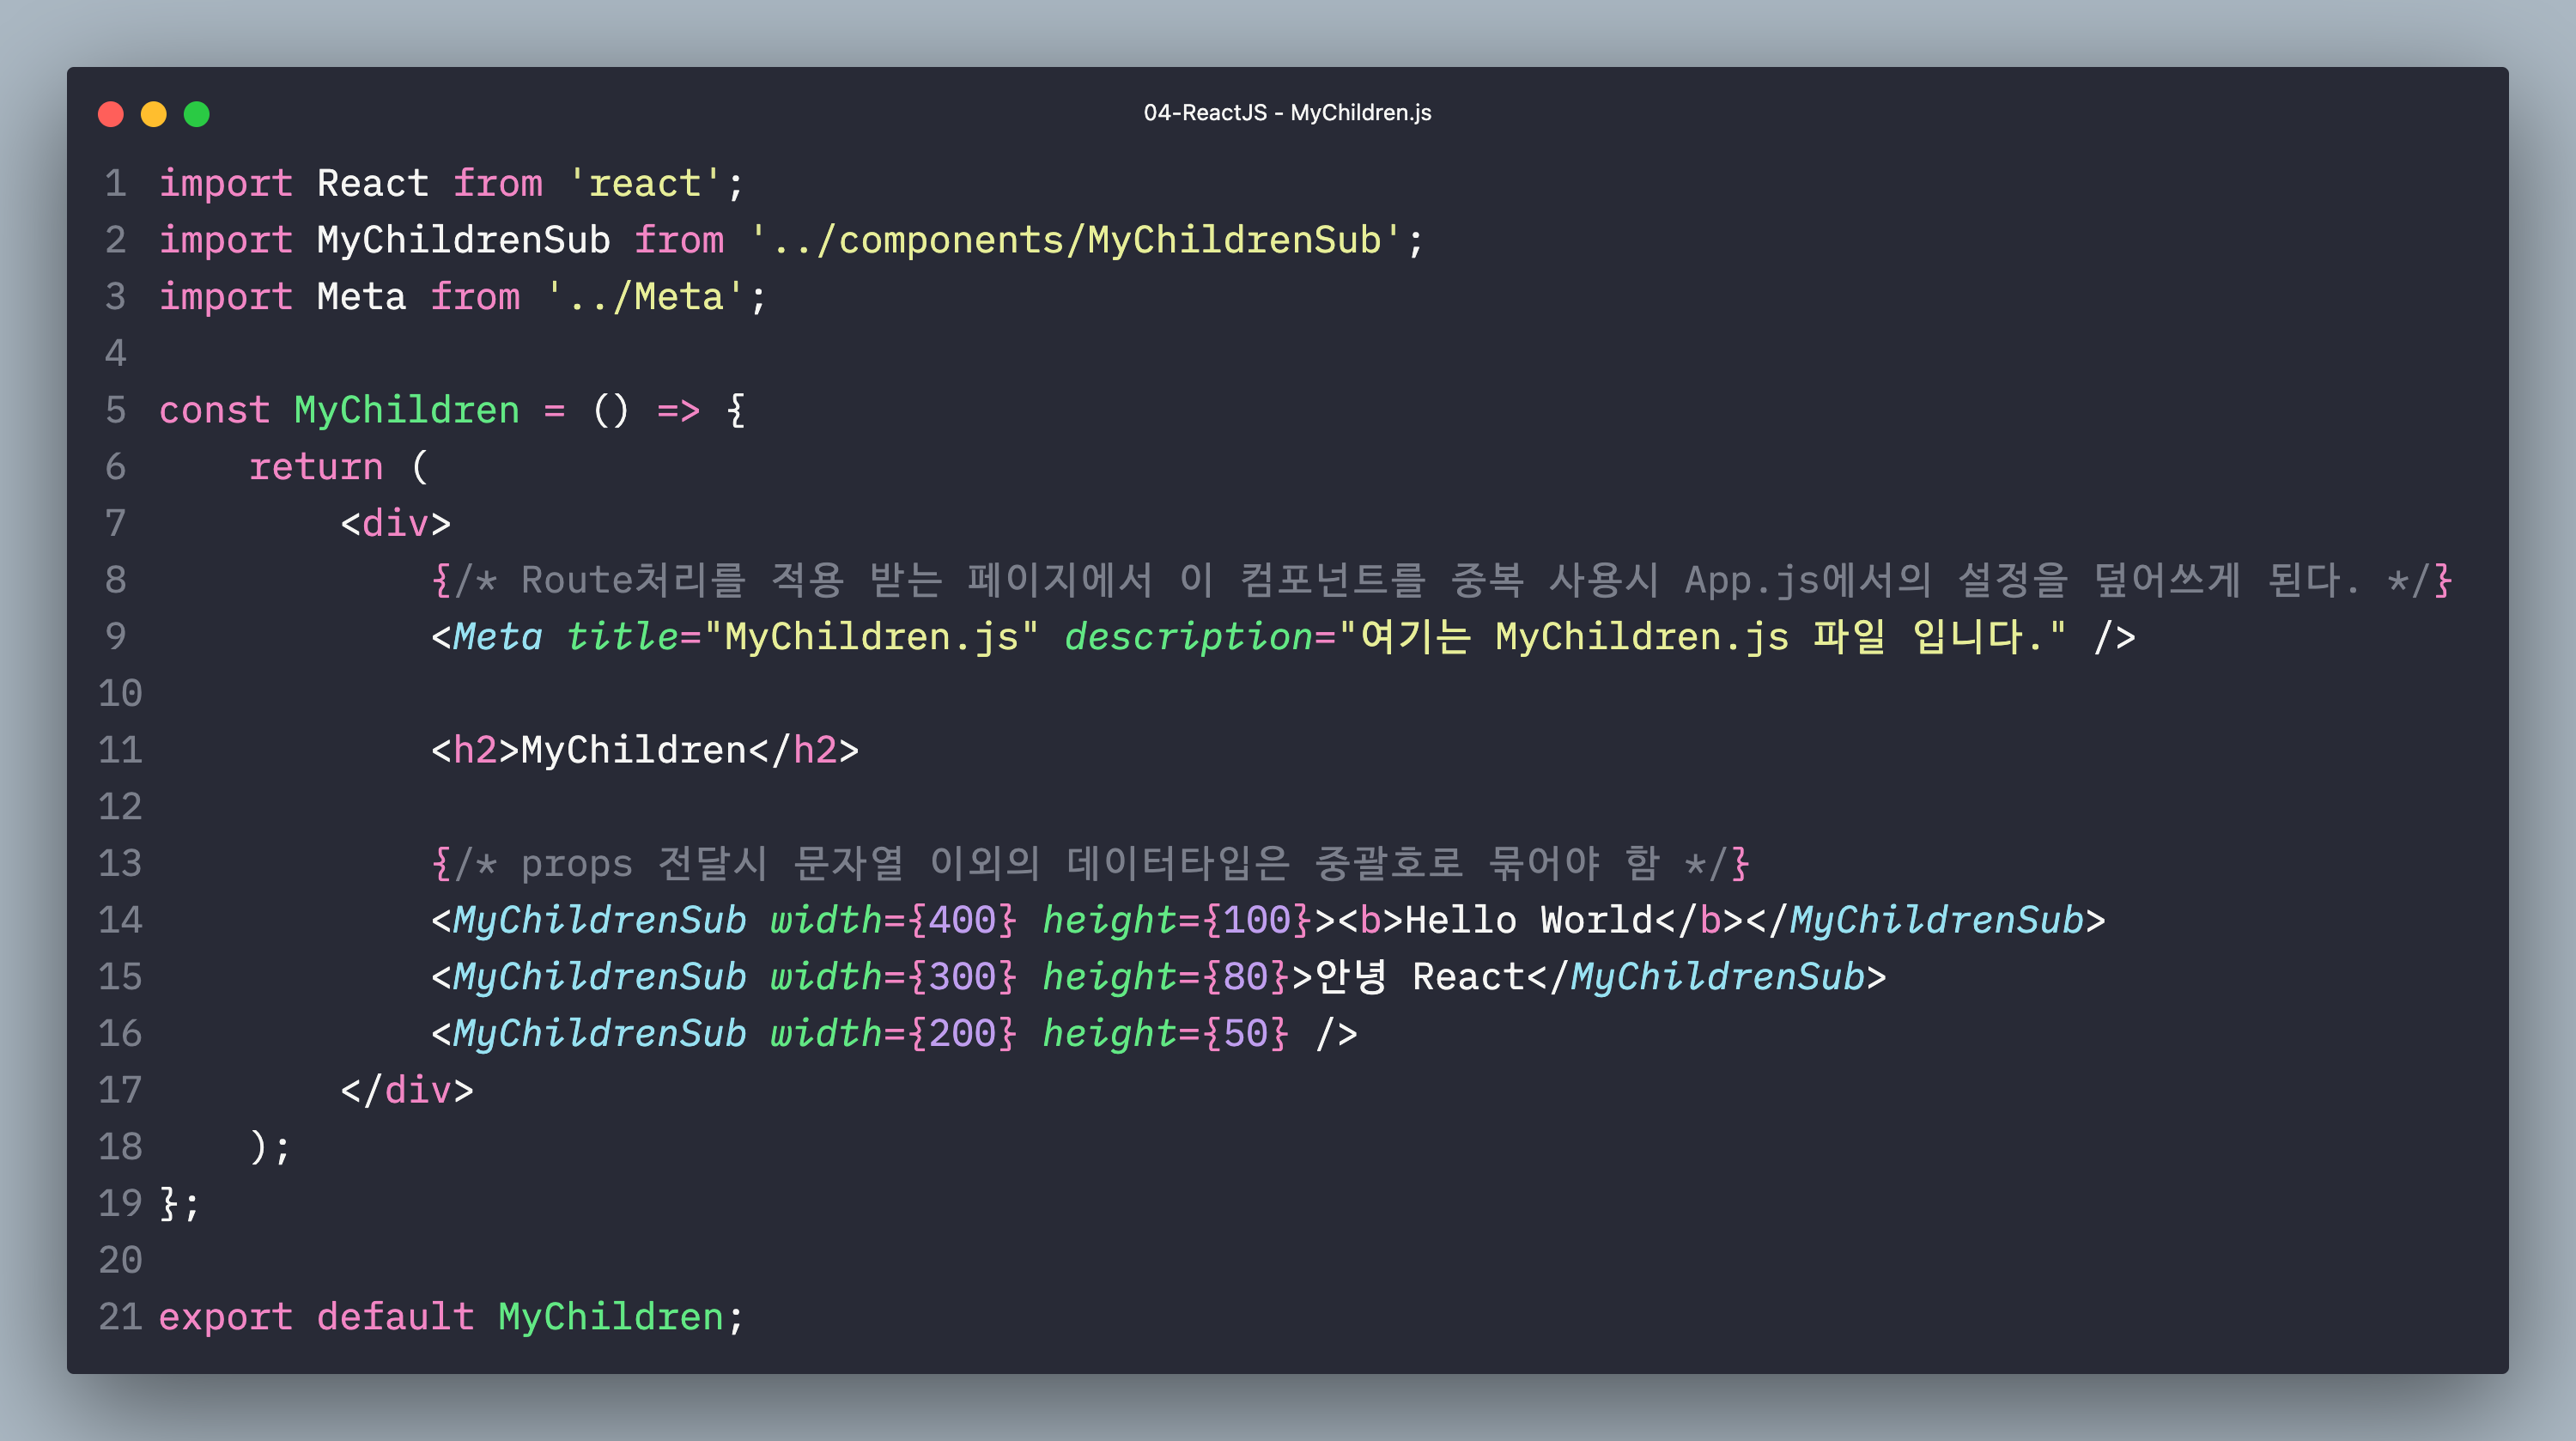 04-ReactJS - MyChildren.js
1 import React from 'react';
2 import MyChildrenSub from '../components/MyChildrenSub';
3 import Meta from '../Meta';
4
5 const MyChildren = () => {
6     return (
7         <div>
8             {/* Route처리를 적용 받는 페이지에서 이 컴포넌트를 중복 사용시 App.js에서의 설정을 덮어쓰게 된다. */}
9             <Meta title="MyChildren.js" description="여기는 MyChildren.js 파일 입니다." />
10
11             <h2>MyChildren</h2>
12
13             {/* props 전달시 문자열 이외의 데이터타입은 중괄호로 묶어야 함 */}
14             <MyChildrenSub width={400} height={100}><b>Hello World</b></MyChildrenSub>
15             <MyChildrenSub width={300} height={80}>안녕 React</MyChildrenSub>
16             <MyChildrenSub width={200} height={50} />
17         </div>
18     );
19 };
20
21 export default MyChildren;